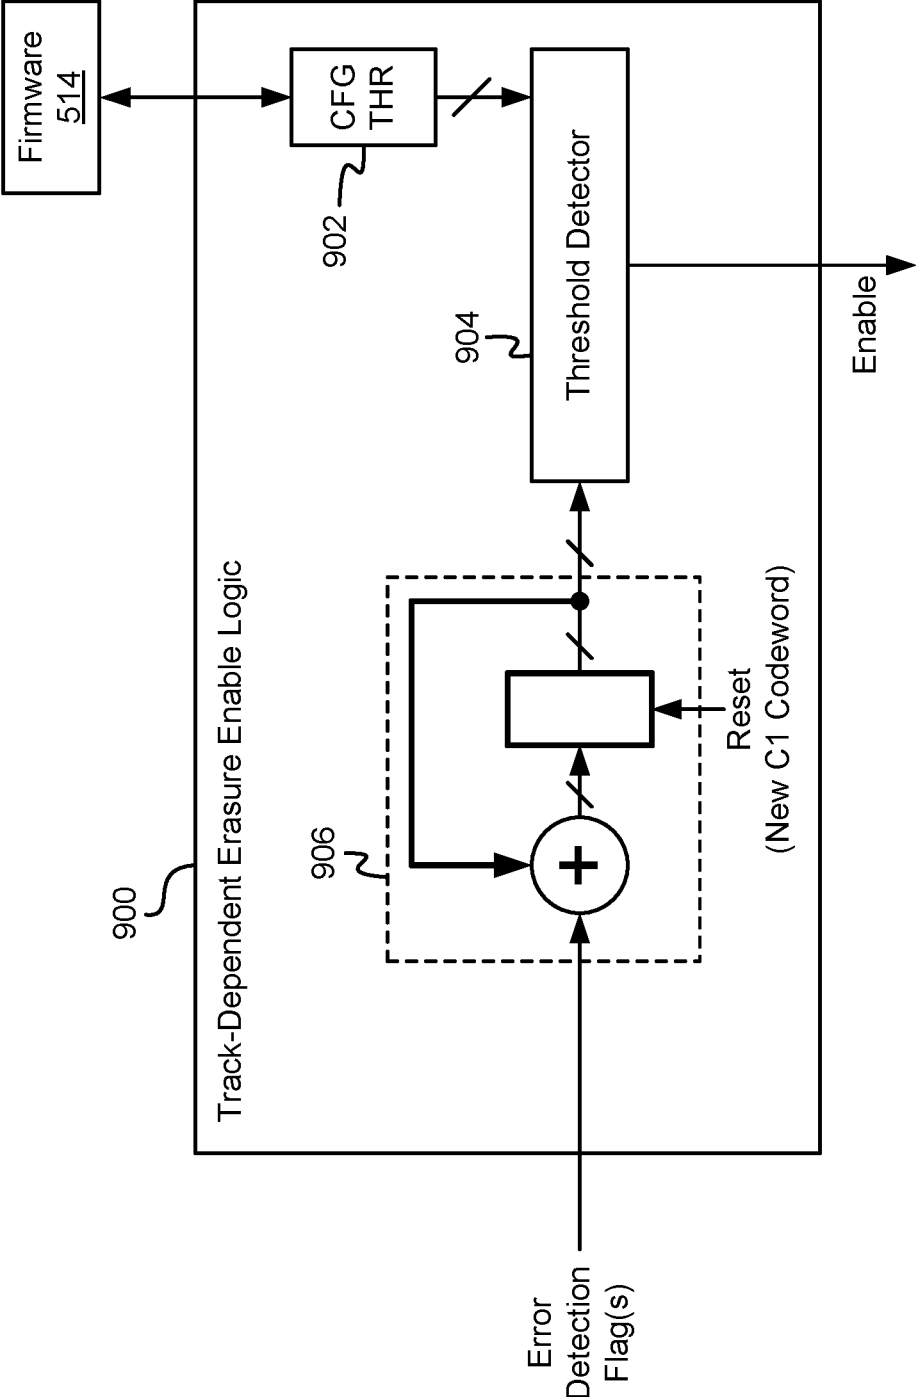 Firmware
514
900
Track-Dependent Erasure Enable Logic
CFG
THR
902
906
904
Threshold Detector
+
Error
Detection
Flag(s)
Reset
(New C1 Codeword)
Enable